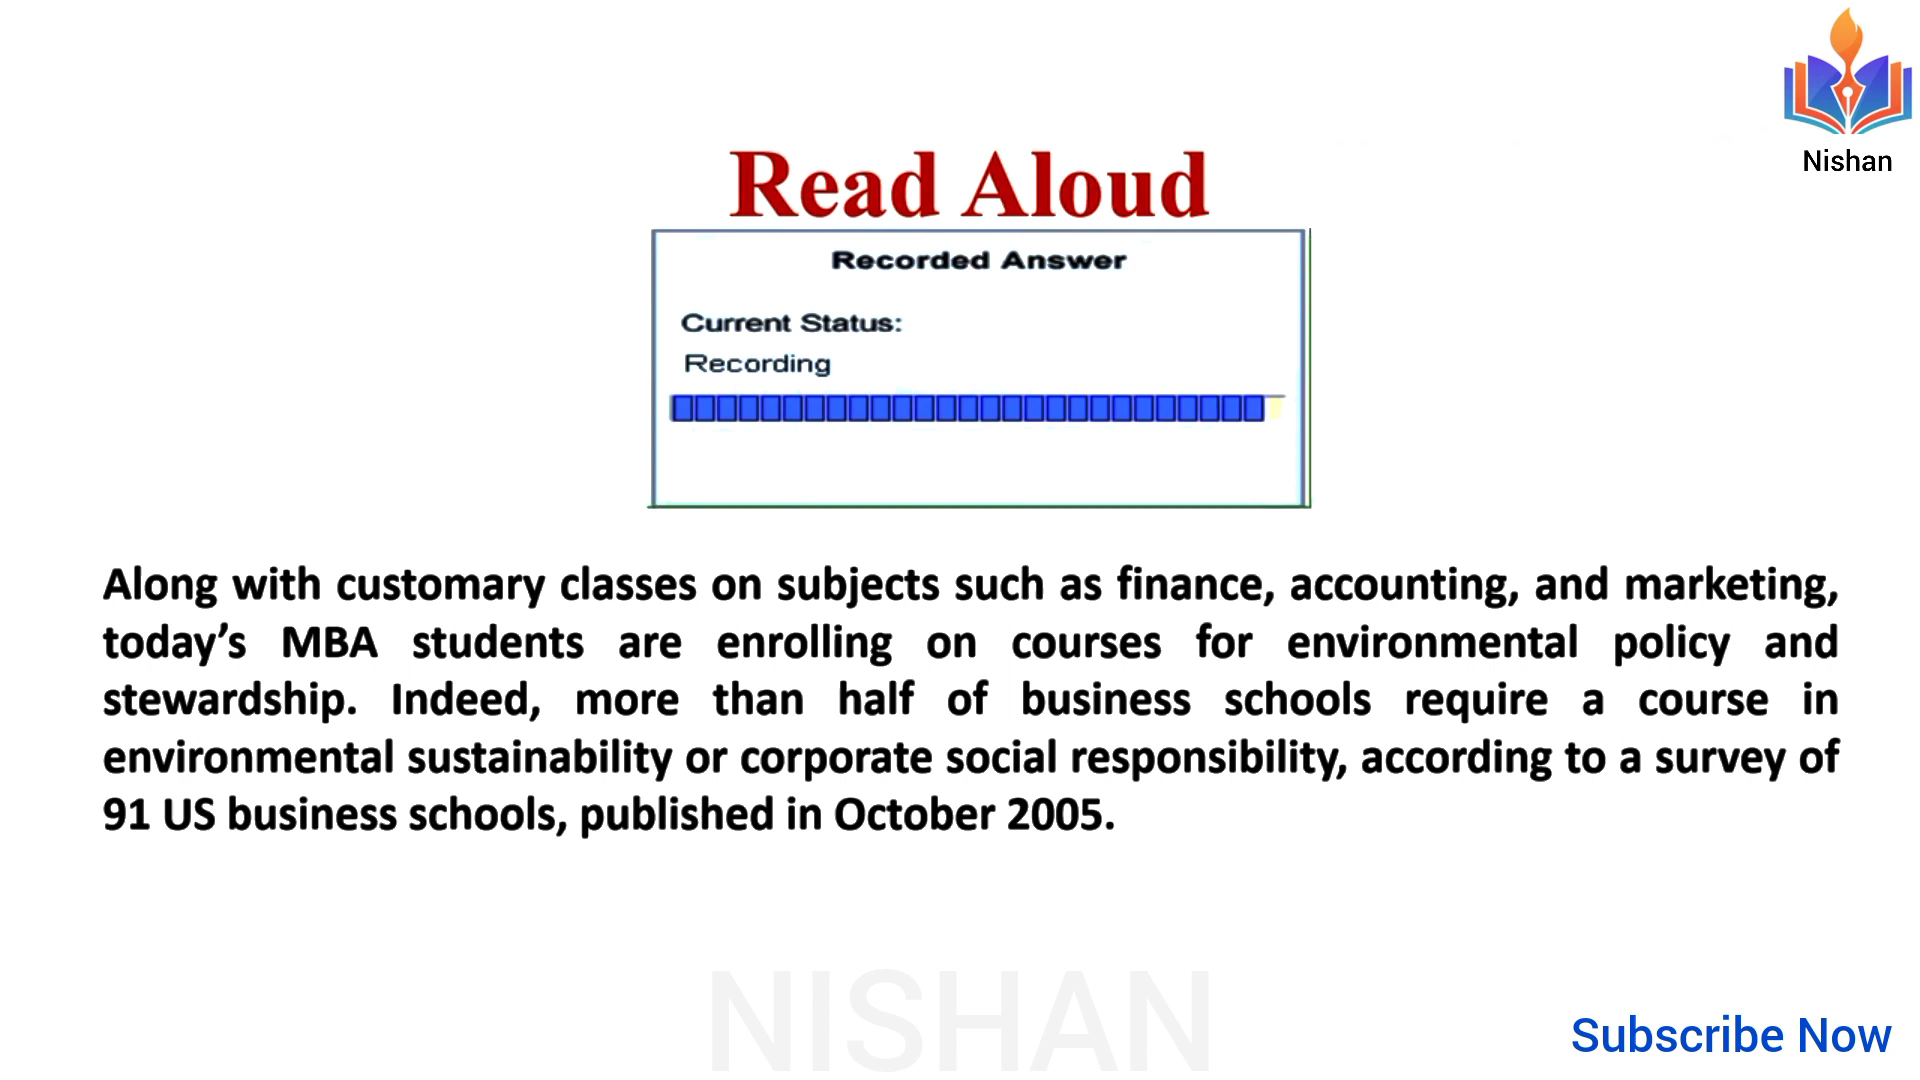 Nishan
Read Aloud
Recorded Answer
Current Status:
Recording
Along with customary classes on subjects such as finance, accounting, and marketing,
today’s MBA students are enrolling on courses for environmental policy and
stewardship. Indeed, more than half of business schools require a course in
environmental sustainability or corporate social responsibility, according to a survey of
91 US business schools, published in October 2005.
NISHAN
Subscribe Now